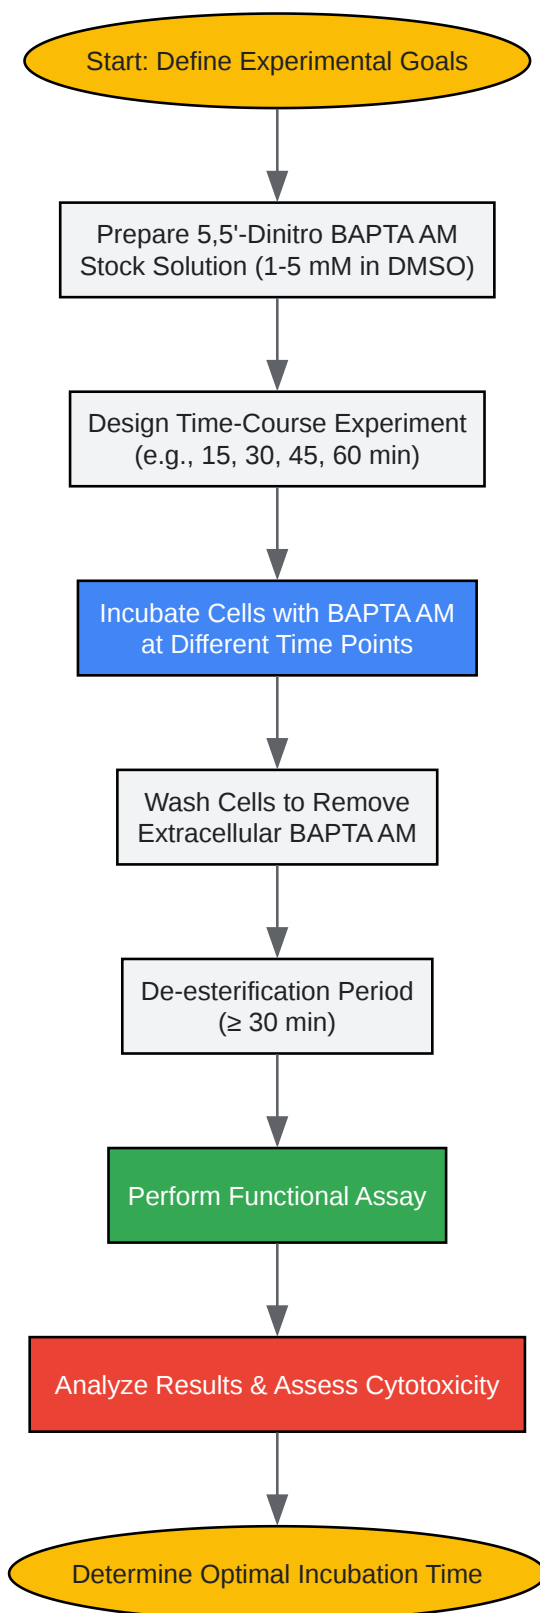 Start: Define Experimental Goals
Prepare 5,5'-Dinitro BAPTA AM
Stock Solution (1-5 mM in DMSO)
Design Time-Course Experiment
(e.g., 15, 30, 45, 60 min)
Incubate Cells with BAPTA AM
at Different Time Points
Wash Cells to Remove
Extracellular BAPTA AM
De-esterification Period
(≥ 30 min)
Perform Functional Assay
Analyze Results & Assess Cytotoxicity
Determine Optimal Incubation Time